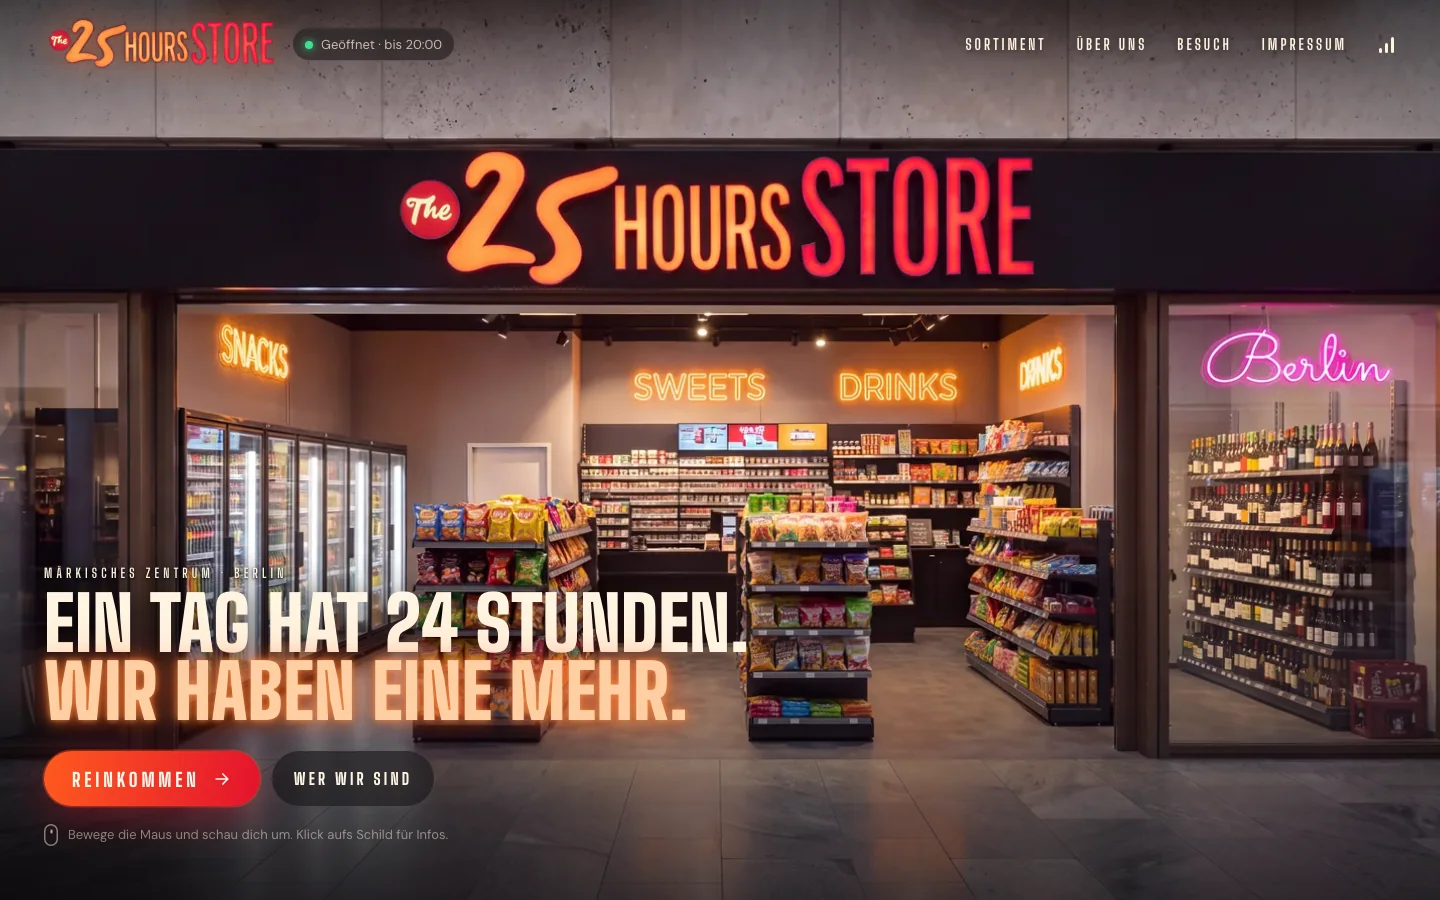 The 25 HOURS STORE
Geöffnet · bis 20:00
SORTIMENT
ÜBER UNS
BESUCH
IMPRESSUM
The 25 HOURS STORE
SNACKS
SWEETS
DRINKS
DRINKS
Berlin
MÄRKISCHES ZENTRUM BERLIN
EIN TAG HAT 24 STUNDEN.
WIR HABEN EINE MEHR.
REINKOMMEN →
WER WIR SIND
Bewege die Maus und schau dich um. Klick aufs Schild für Infos.